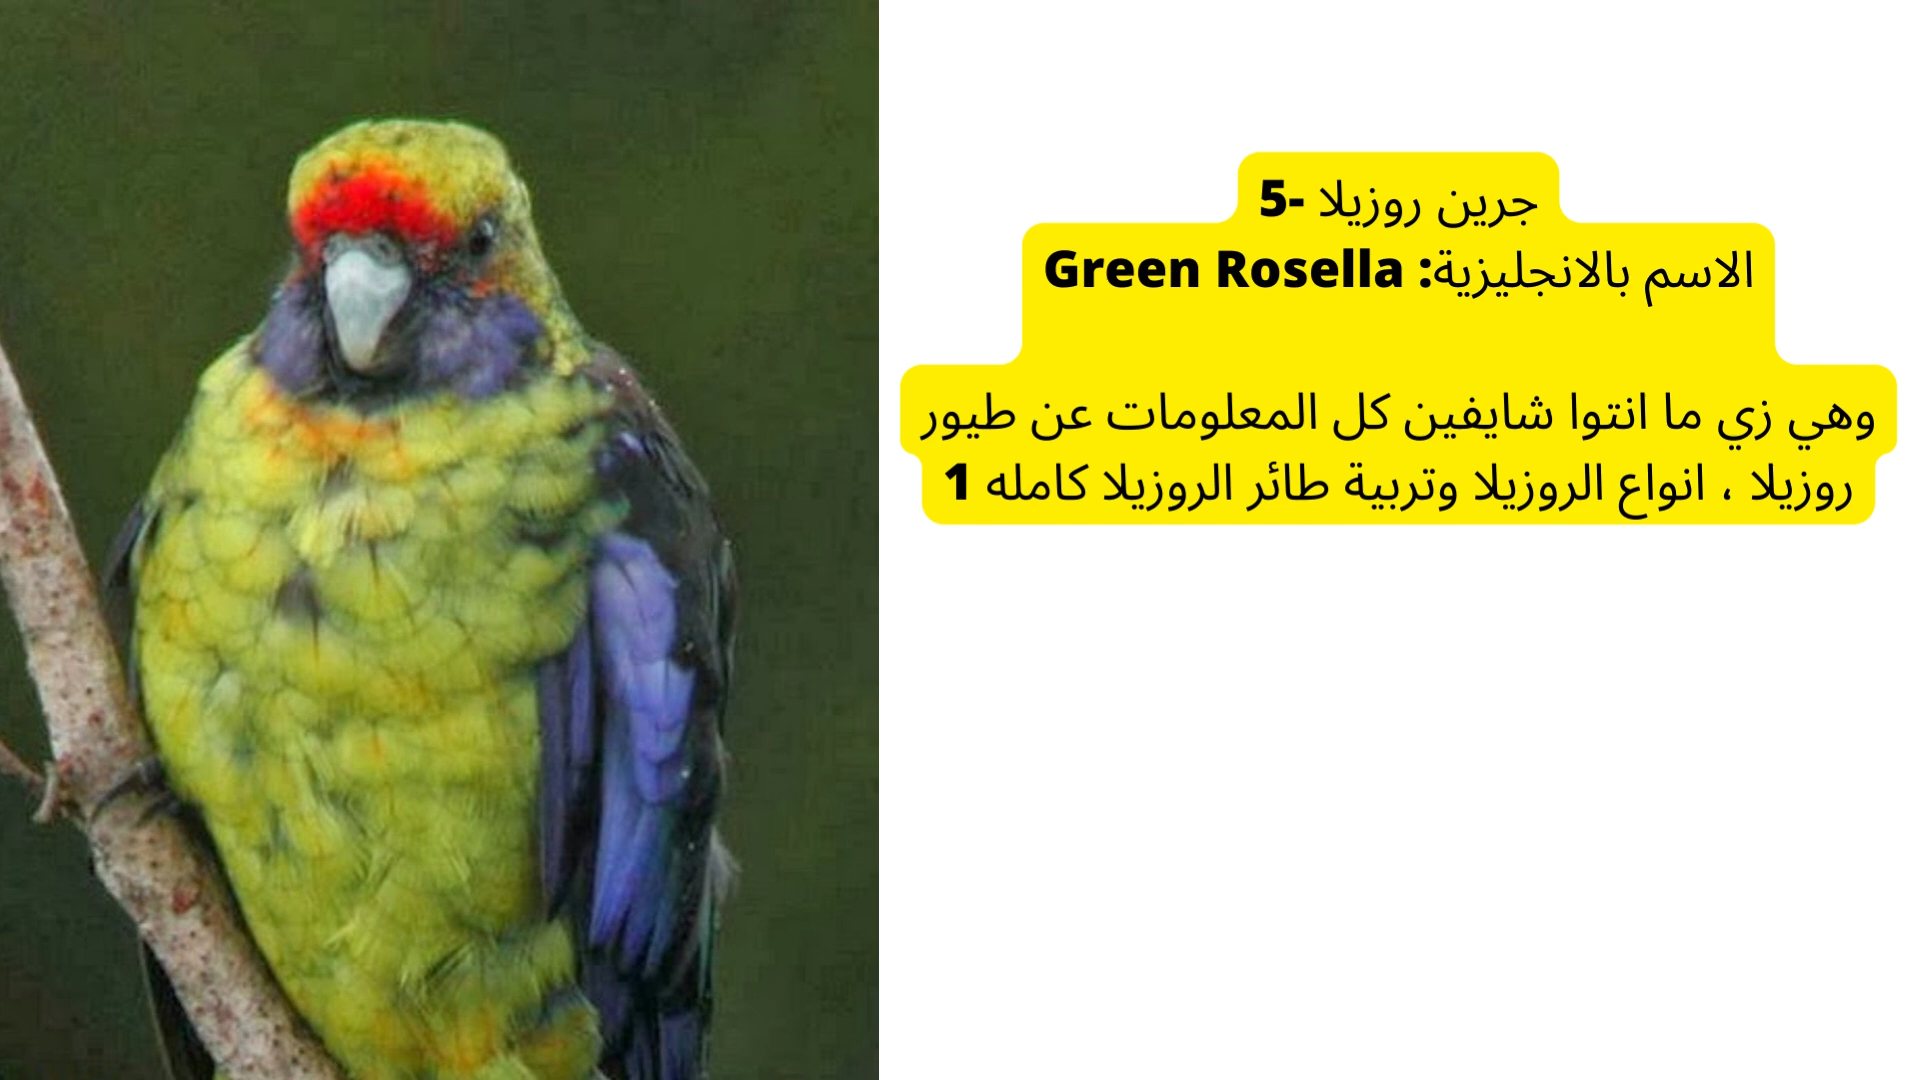 5- جرين روزيلا
الاسم بالانجليزية: Green Rosella
وهي زي ما انتوا شايفين كل المعلومات عن طيور
روزيلا ، انواع الروزيلا وتربية طائر الروزيلا كامله 1